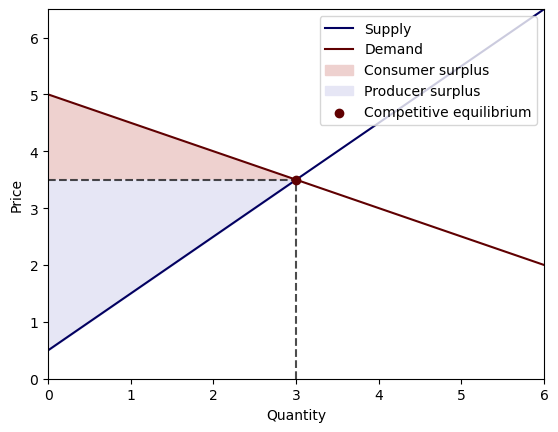 Supply
Demand
Consumer surplus
Producer surplus
Competitive equilibrium
6
5
4
3
2
1
0
Price
0 1 2 3 4 5 6
Quantity